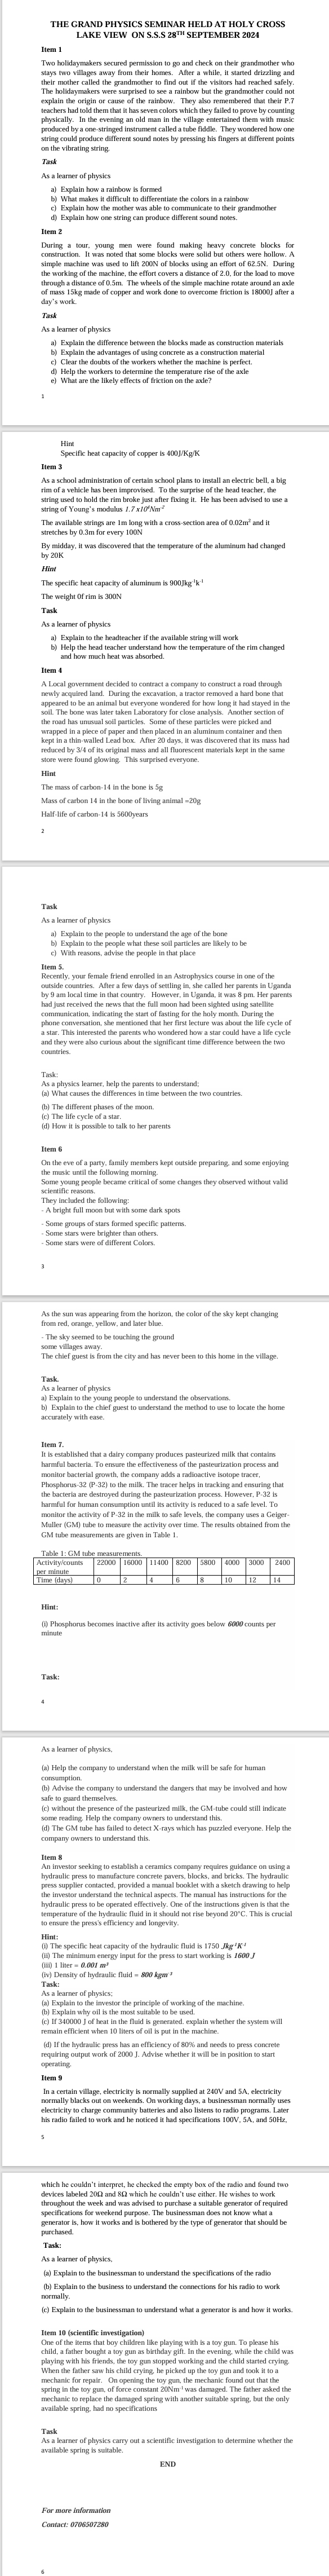 THE GRAND PHYSICS SEMINAR HELD AT HOLY CROSS
LAKE VIEW ON S.S.S 28TH SEPTEMBER 2024
Item 1
Two holidaymakers secured permission to go and check on their grandmother who
stays two villages away from their homes. After a while, it started drizzling and
their mother called the grandmother to find out if the visitors had reached safely.
The holidaymakers were surprised to see a rainbow but the grandmother could not
explain the origin or cause of the rainbow. They also remembered that their P.7
teachers had told them that it has seven colors which they failed to prove by counting
physically. In the evening an old man in the village entertained them with music
produced by a one-stringed instrument called a tube fiddle. They wondered how one
string could produce different sound notes by pressing his fingers at different points
on the vibrating string.
Task
As a learner of physics
a) Explain how a rainbow is formed
b) What makes it difficult to differentiate the colors in a rainbow
c) Explain how the mother was able to communicate to their grandmother
d) Explain how one string can produce different sound notes.
Item 2
During a tour, young men were found making heavy concrete blocks for
construction. It was noted that some blocks were solid but others were hollow. A
simple machine was used to lift 200N of blocks using an effort of 62.5N. During
the working of the machine, the effort covers a distance of 2.0, for the load to move
through a distance of 0.5m. The wheels of the simple machine rotate around an axle
of mass 15kg made of copper and work done to overcome friction is 18000J after a
day's work.
Task
As a learner of physics
a) Explain the difference between the blocks made as construction materials
b) Explain the advantages of using concrete as a construction material
c) Clear the doubts of the workers whether the machine is perfect.
d) Help the workers to determine the temperature rise of the axle
e) What are the likely effects of friction on the axle?
1
Hint
Specific heat capacity of copper is 400J/Kg/K
Item 3
As a school administration of certain school plans to install an electric bell, a big
rim of a vehicle has been improvised. To the surprise of the head teacher, the
string used to hold the rim broke just after fixing it. He has been advised to use a
string of Young's modulus 1.7 x10⁴Nm⁻²
The available strings are 1m long with a cross-section area of 0.02m² and it
stretches by 0.3m for every 100N
By midday, it was discovered that the temperature of the aluminum had changed
by 20K
Hint
The specific heat capacity of aluminum is 900Jkg⁻¹k⁻¹
The weight 0f rim is 300N
Task
As a learner of physics
a) Explain to the headteacher if the available string will work
b) Help the head teacher understand how the temperature of the rim changed
and how much heat was absorbed.
Item 4
A Local government decided to contract a company to construct a road through
newly acquired land. During the excavation, a tractor removed a hard bone that
appeared to be an animal but everyone wondered for how long it had stayed in the
soil. The bone was later taken Laboratory for close analysis. Another section of
the road has unusual soil particles. Some of these particles were picked and
wrapped in a piece of paper and then placed in an aluminum container and then
kept in a thin-walled Lead box. After 20 days, it was discovered that its mass had
reduced by 3/4 of its original mass and all fluorescent materials kept in the same
store were found glowing. This surprised everyone.
Hint
The mass of carbon-14 in the bone is 5g
Mass of carbon 14 in the bone of living animal =20g
Half-life of carbon-14 is 5600years
2
Task
As a learner of physics
a) Explain to the people to understand the age of the bone
b) Explain to the people what these soil particles are likely to be
c) With reasons, advise the people in that place
Item 5.
Recently, your female friend enrolled in an Astrophysics course in one of the
outside countries. After a few days of settling in, she called her parents in Uganda
by 9 am local time in that country. However, in Uganda, it was 8 pm. Her parents
had just received the news that the full moon had been sighted using satellite
communication, indicating the start of fasting for the holy month. During the
phone conversation, she mentioned that her first lecture was about the life cycle of
a star. This interested the parents who wondered how a star could have a life cycle
and they were also curious about the significant time difference between the two
countries.
Task:
As a physics learner, help the parents to understand;
(a) What causes the differences in time between the two countries.
(b) The different phases of the moon.
(c) The life cycle of a star.
(d) How it is possible to talk to her parents
Item 6
On the eve of a party, family members kept outside preparing, and some enjoying
the music until the following morning.
Some young people became critical of some changes they observed without valid
scientific reasons.
They included the following:
- A bright full moon but with some dark spots
- Some groups of stars formed specific patterns.
- Some stars were brighter than others.
- Some stars were of different Colors.
3
As the sun was appearing from the horizon, the color of the sky kept changing
from red, orange, yellow, and later blue.
- The sky seemed to be touching the ground
some villages away.
The chief guest is from the city and has never been to this home in the village.
Task.
As a learner of physics
a) Explain to the young people to understand the observations.
b) Explain to the chief guest to understand the method to use to locate the home
accurately with ease.
Item 7.
It is established that a dairy company produces pasteurized milk that contains
harmful bacteria. To ensure the effectiveness of the pasteurization process and
monitor bacterial growth, the company adds a radioactive isotope tracer,
Phosphorus-32 (P-32) to the milk. The tracer helps in tracking and ensuring that
the bacteria are destroyed during the pasteurization process. However, P-32 is
harmful for human consumption until its activity is reduced to a safe level. To
monitor the activity of P-32 in the milk to safe levels, the company uses a Geiger-
Muller (GM) tube to measure the activity over time. The results obtained from the
GM tube measurements are given in Table 1.
Table 1: GM tube measurements.
Activity/counts per minute 22000 16000 11400 8200 5800 4000 3000 2400
Time (days) 0 2 4 6 8 10 12 14
Hint:
(i) Phosphorus becomes inactive after its activity goes below 6000 counts per
minute
Task:
4
As a learner of physics,
(a) Help the company to understand when the milk will be safe for human
consumption.
(b) Advise the company to understand the dangers that may be involved and how
safe to guard themselves.
(c) without the presence of the pasteurized milk, the GM-tube could still indicate
some reading. Help the company owners to understand this.
(d) The GM tube has failed to detect X-rays which has puzzled everyone. Help the
company owners to understand this.
Item 8
An investor seeking to establish a ceramics company requires guidance on using a
hydraulic press to manufacture concrete pavers, blocks, and bricks. The hydraulic
press supplier contacted, provided a manual booklet with a sketch drawing to help
the investor understand the technical aspects. The manual has instructions for the
hydraulic press to be operated effectively. One of the instructions given is that the
temperature of the hydraulic fluid in it should not rise beyond 20°C. This is crucial
to ensure the press's efficiency and longevity.
Hint:
(i) The specific heat capacity of the hydraulic fluid is 1750 Jkg⁻¹K⁻¹
(ii) The minimum energy input for the press to start working is 1600 J
(iii) 1 liter = 0.001 m³
(iv) Density of hydraulic fluid = 800 kgm⁻³
Task:
As a learner of physics;
(a) Explain to the investor the principle of working of the machine.
(b) Explain why oil is the most suitable to be used.
(c) If 340000 J of heat in the fluid is generated, explain whether the system will
remain efficient when 10 liters of oil is put in the machine.
(d) If the hydraulic press has an efficiency of 80% and needs to press concrete
requiring output work of 2000 J. Advise whether it will be in position to start
operating.
Item 9
In a certain village, electricity is normally supplied at 240V and 5A, electricity
normally blacks out on weekends. On working days, a businessman normally uses
electricity to charge community batteries and also listens to radio programs. Later
his radio failed to work and he noticed it had specifications 100V, 5A, and 50Hz,
5
which he couldn't interpret, he checked the empty box of the radio and found two
devices labeled 20Ω and 8Ω which he couldn't use either. He wishes to work
throughout the week and was advised to purchase a suitable generator of required
specifications for weekend purpose. The businessman does not know what a
generator is, how it works and is bothered by the type of generator that should be
purchased.
Task:
As a learner of physics,
(a) Explain to the businessman to understand the specifications of the radio
(b) Explain to the business to understand the connections for his radio to work
normally.
(c) Explain to the businessman to understand what a generator is and how it works.
Item 10 (scientific investigation)
One of the items that boy children like playing with is a toy gun. To please his
child, a father bought a toy gun as birthday gift. In the evening, while the child was
playing with his friends, the toy gun stopped working and the child started crying.
When the father saw his child crying, he picked up the toy gun and took it to a
mechanic for repair. On opening the toy gun, the mechanic found out that the
spring in the toy gun, of force constant 20Nm⁻¹ was damaged. The father asked the
mechanic to replace the damaged spring with another suitable spring, but the only
available spring, had no specifications
Task
As a learner of physics carry out a scientific investigation to determine whether the
available spring is suitable.
END
For more information
Contact: 0706507280
6